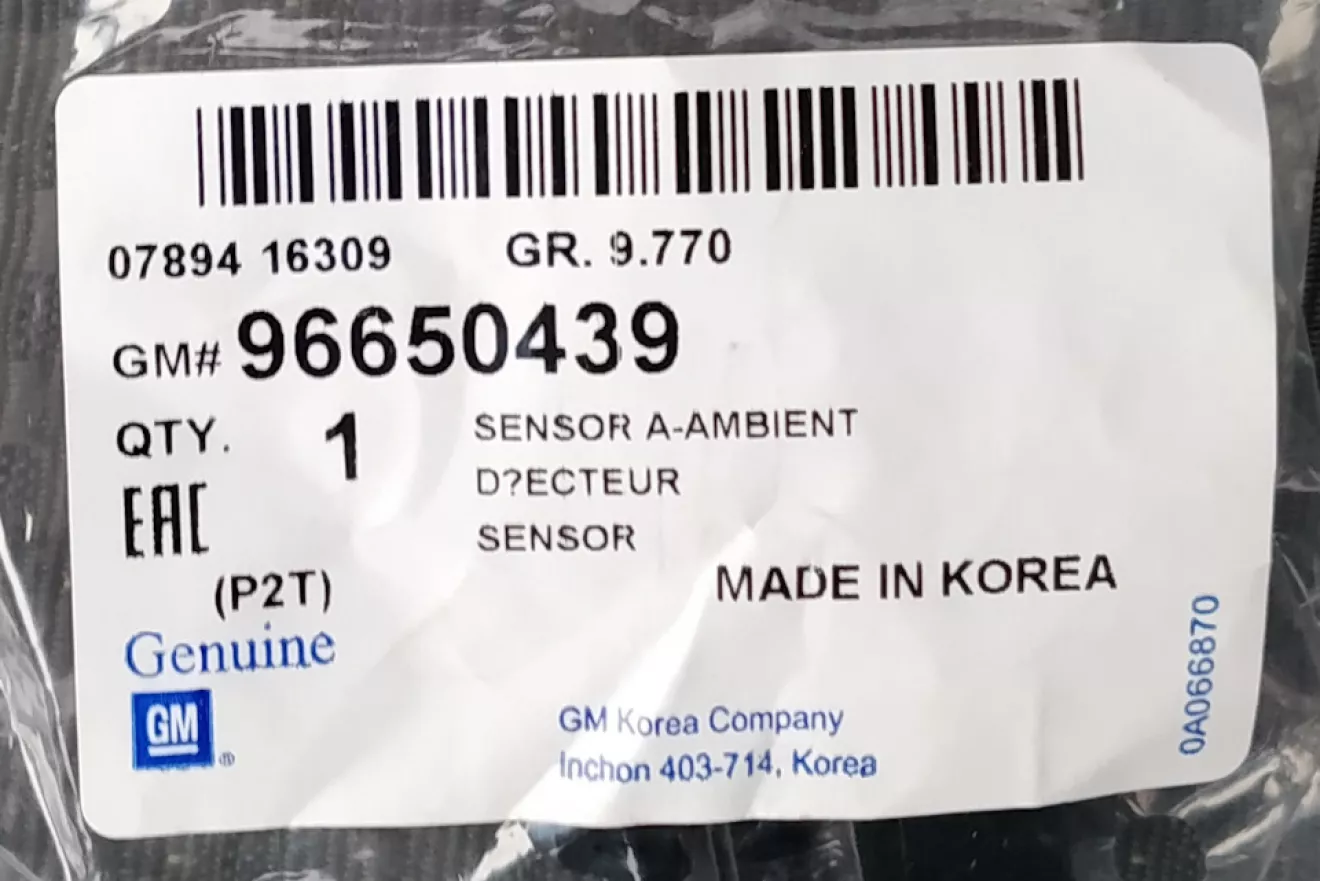 07894 16309 GR. 9.770
GM# 96650439
QTY. 1 SENSOR A-AMBIENT
D?ECTEUR
EAC SENSOR
(P2T) MADE IN KOREA
Genuine
GM ®
GM Korea Company
Inchon 403-714, Korea
0A066870